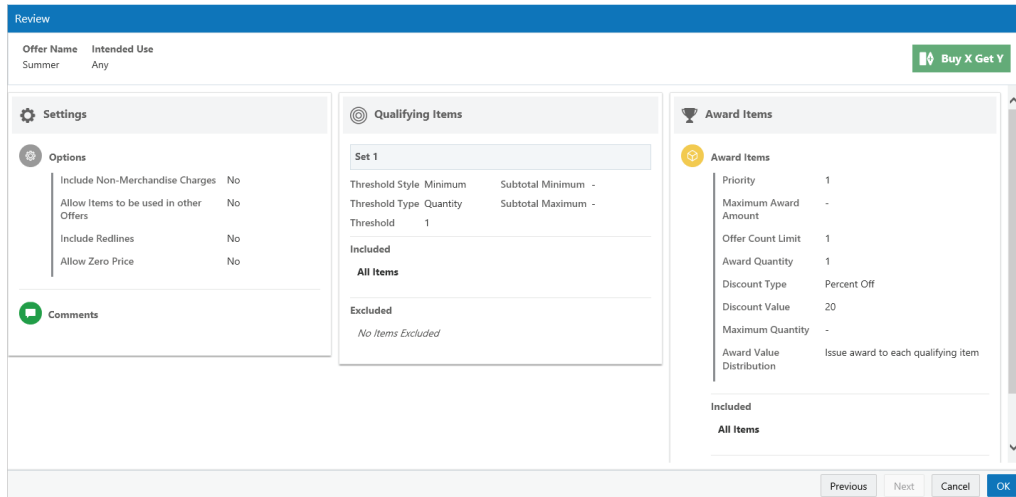 Review
Offer Name Intended Use
Summer Any
Buy X Get Y
Settings
Options
Include Non-Merchandise Charges No
Allow Items to be used in other No
Offers
Include Redlines No
Allow Zero Price No
Comments
Qualifying Items
Set 1
Threshold Style Minimum Subtotal Minimum -
Threshold Type Quantity Subtotal Maximum -
Threshold 1
Included
All Items
Excluded
No Items Excluded
Award Items
Award Items
Priority 1
Maximum Award -
Amount
Offer Count Limit 1
Award Quantity 1
Discount Type Percent Off
Discount Value 20
Maximum Quantity -
Award Value Issue award to each qualifying item
Distribution
Included
All Items
Previous Next Cancel OK